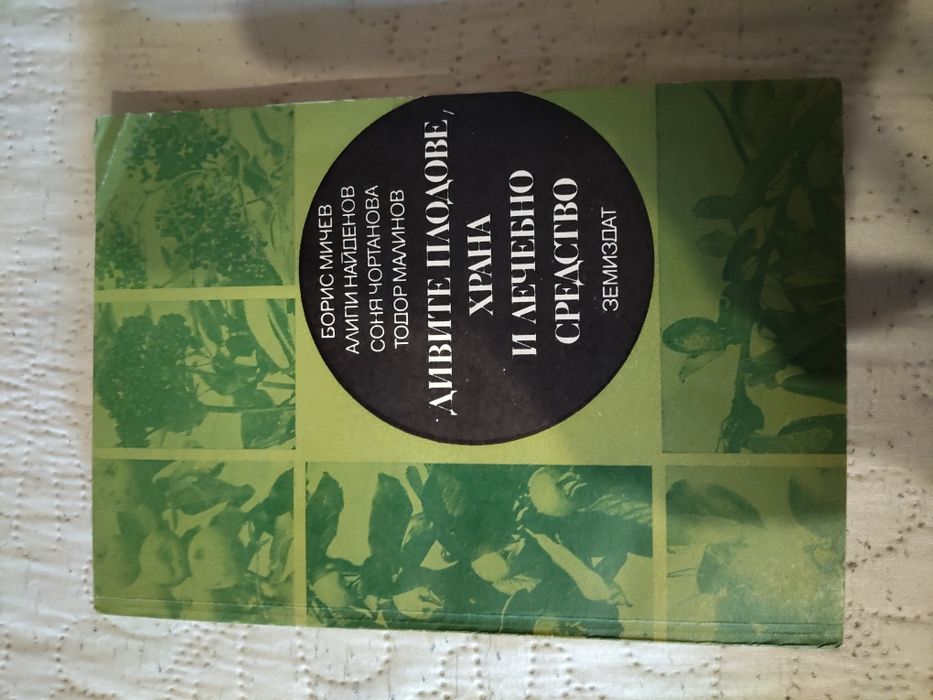 БОРИС МИЧЕВ
АЛИПИ НАЙДЕНОВ
СОНЯ ЧОРТАНОВА
ТОДОР МАЛИНОВ
ДИВИТЕ ПЛОДОВЕ,
ХРАНА
И ЛЕЧЕБНО
СРЕДСТВО
ЗЕМИЗДАТ